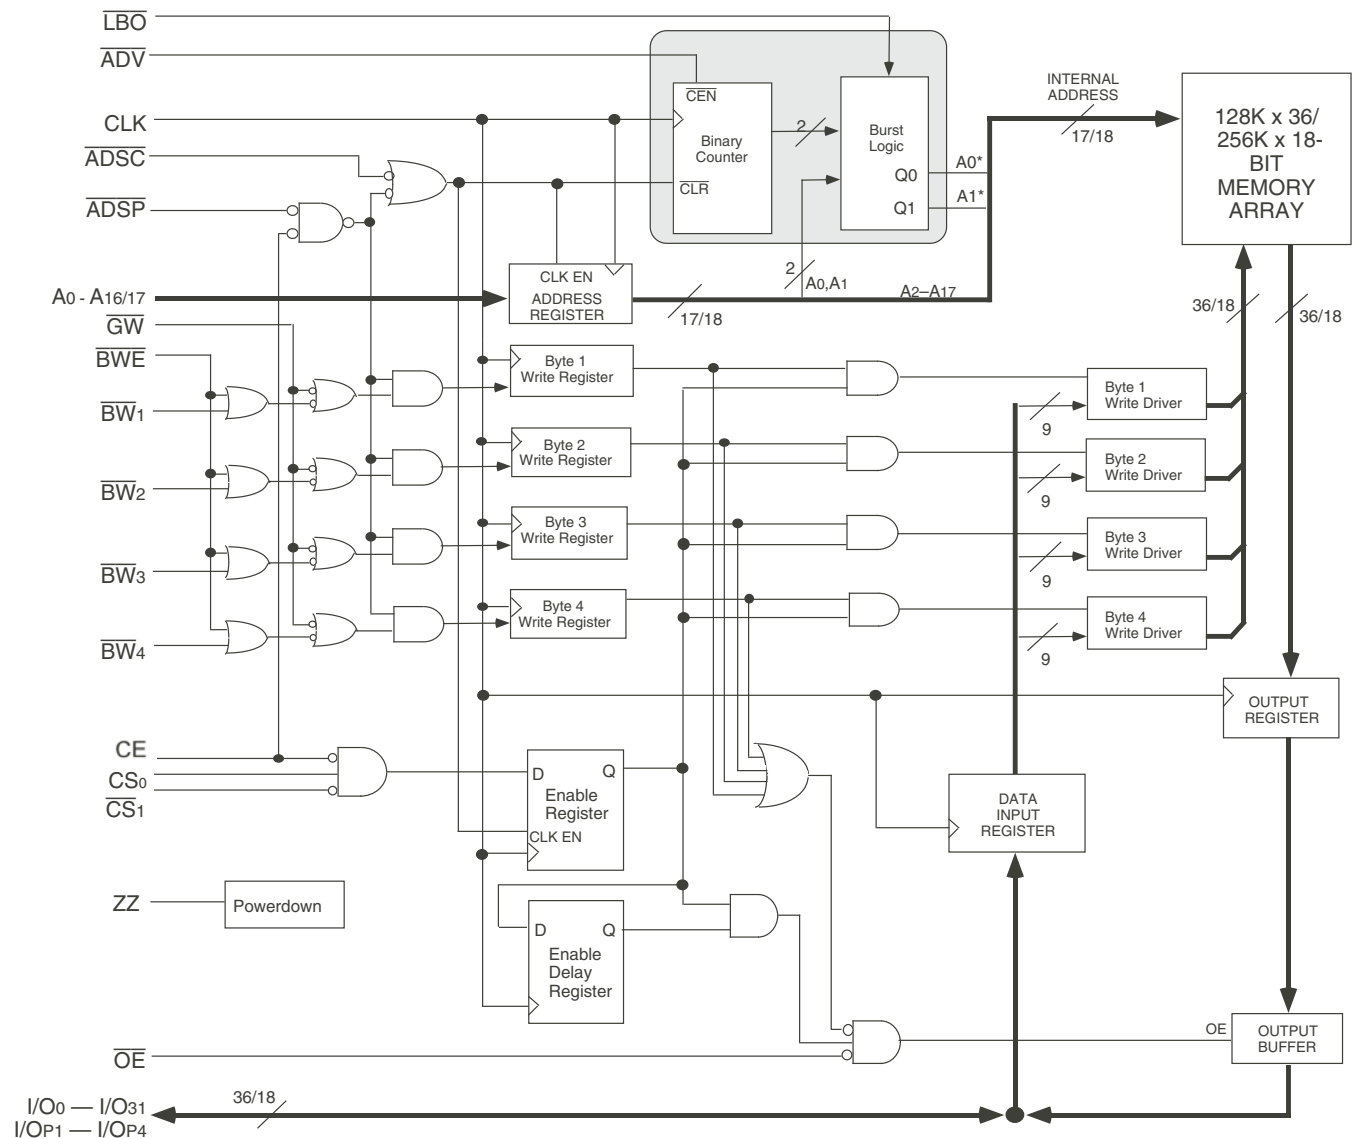 LBO
ADV
CLK
ADSC
ADSP
A0 - A16/17
GW
BWE
BW1
BW2
BW3
BW4
CE
CS0
CS1
ZZ
Powerdown
OE
I/O0 — I/O31
I/OP1 — I/OP4
36/18
CEN
Binary
Counter
CLR
2
Burst
Logic
Q0
Q1
A0*
A1*
2
A0,A1
A2–A17
INTERNAL
ADDRESS
17/18
128K x 36/
256K x 18-
BIT
MEMORY
ARRAY
CLK EN
ADDRESS
REGISTER
17/18
36/18
36/18
Byte 1
Write Register
Byte 2
Write Register
Byte 3
Write Register
Byte 4
Write Register
9
Byte 1
Write Driver
9
Byte 2
Write Driver
9
Byte 3
Write Driver
9
Byte 4
Write Driver
OUTPUT
REGISTER
D
Q
Enable
Register
CLK EN
DATA
INPUT
REGISTER
D
Q
Enable
Delay
Register
OE
OUTPUT
BUFFER